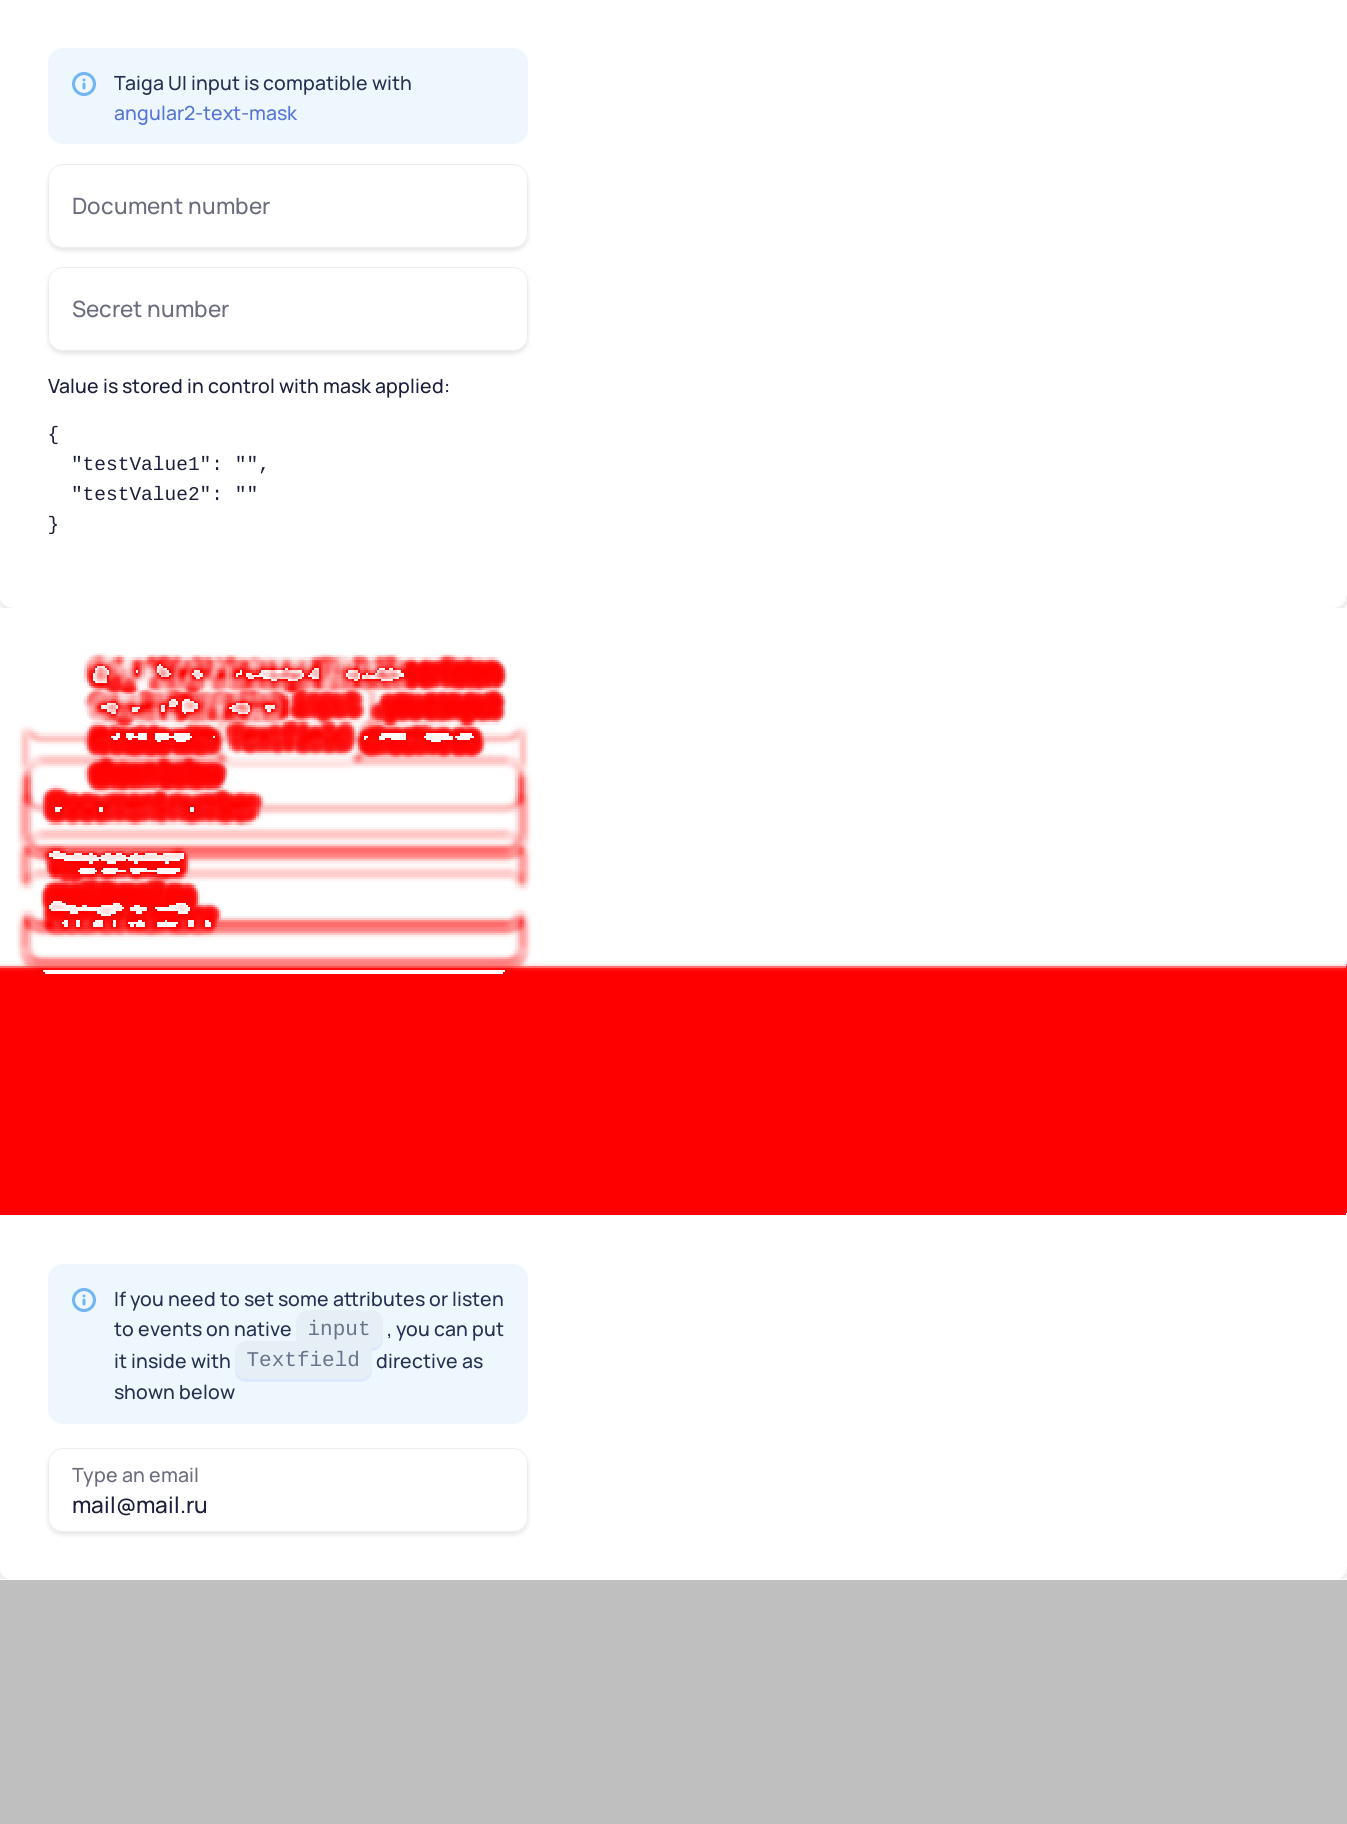 Taiga UI input is compatible with
angular2-text-mask
Document number
Secret number
Value is stored in control with mask applied:
{
  "testValue1": "",
  "testValue2": ""
}
If you need to set some attributes or listen
to events on native input , you can put
it inside with Textfield directive as
shown below
Type an email
mail@mail.ru